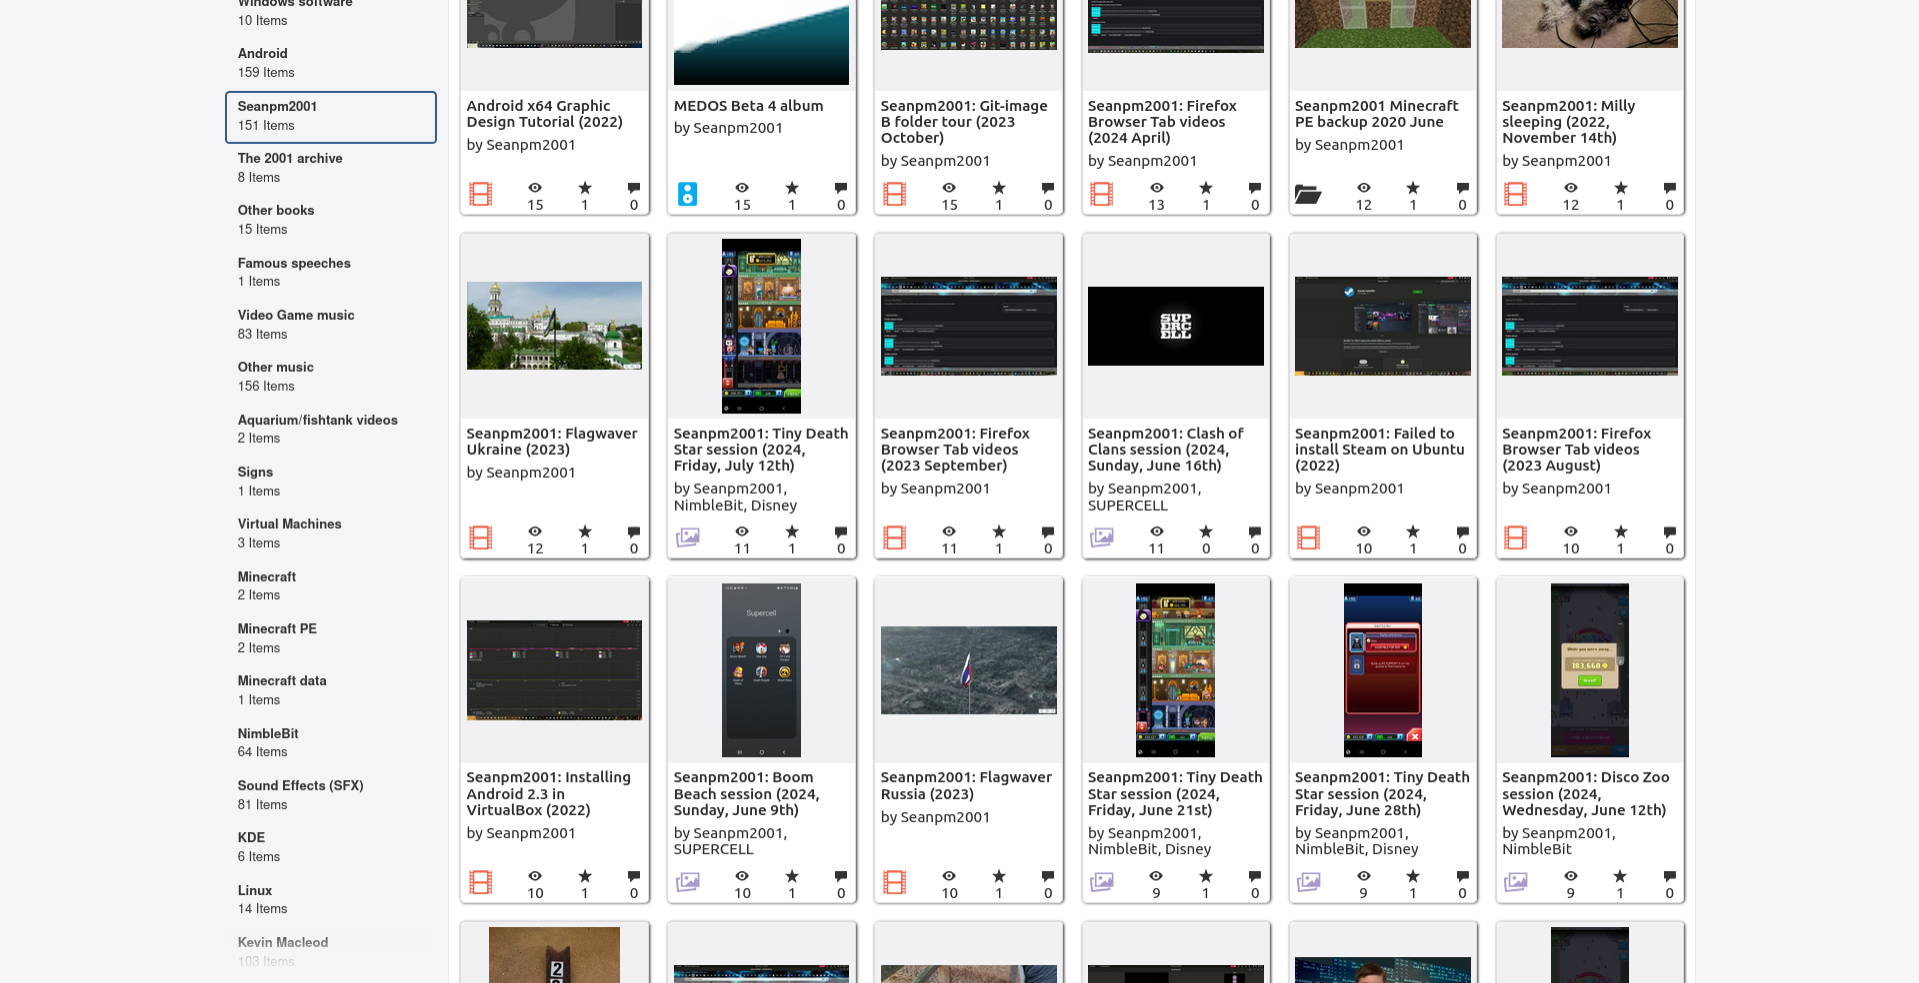 Windows software
10 Items
Android
159 Items
Seanpm2001
151 Items
The 2001 archive
8 Items
Other books
15 Items
Famous speeches
1 Items
Video Game music
83 Items
Other music
156 Items
Aquarium/fishtank videos
2 Items
Signs
1 Items
Virtual Machines
3 Items
Minecraft
2 Items
Minecraft PE
2 Items
Minecraft data
1 Items
NimbleBit
64 Items
Sound Effects (SFX)
81 Items
KDE
6 Items
Linux
14 Items
Kevin Macleod
103 Items
Android x64 Graphic
Design Tutorial (2022)
by Seanpm2001
15 1 0
MEDOS Beta 4 album
by Seanpm2001
15 1 0
Seanpm2001: Git-image
B folder tour (2023
October)
by Seanpm2001
15 1 0
Seanpm2001: Firefox
Browser Tab videos
(2024 April)
by Seanpm2001
13 1 0
Seanpm2001 Minecraft
PE backup 2020 June
by Seanpm2001
12 1 0
Seanpm2001: Milly
sleeping (2022,
November 14th)
by Seanpm2001
12 1 0
Seanpm2001: Flagwaver
Ukraine (2023)
by Seanpm2001
12 1 0
Seanpm2001: Tiny Death
Star session (2024,
Friday, July 12th)
by Seanpm2001,
NimbleBit, Disney
11 1 0
Seanpm2001: Firefox
Browser Tab videos
(2023 September)
by Seanpm2001
11 1 0
SUP
ERC
ELL
Seanpm2001: Clash of
Clans session (2024,
Sunday, June 16th)
by Seanpm2001,
SUPERCELL
11 0 0
Seanpm2001: Failed to
install Steam on Ubuntu
(2022)
by Seanpm2001
10 1 0
Seanpm2001: Firefox
Browser Tab videos
(2023 August)
by Seanpm2001
10 1 0
Seanpm2001: Installing
Android 2.3 in
VirtualBox (2022)
by Seanpm2001
10 1 0
Supercell
Seanpm2001: Boom
Beach session (2024,
Sunday, June 9th)
by Seanpm2001,
SUPERCELL
10 1 0
Seanpm2001: Flagwaver
Russia (2023)
by Seanpm2001
10 1 0
Seanpm2001: Tiny Death
Star session (2024,
Friday, June 21st)
by Seanpm2001,
NimbleBit, Disney
9 1 0
Seanpm2001: Tiny Death
Star session (2024,
Friday, June 28th)
by Seanpm2001,
NimbleBit, Disney
9 1 0
While you were away...
183,660
Seanpm2001: Disco Zoo
session (2024,
Wednesday, June 12th)
by Seanpm2001,
NimbleBit
9 1 0
2